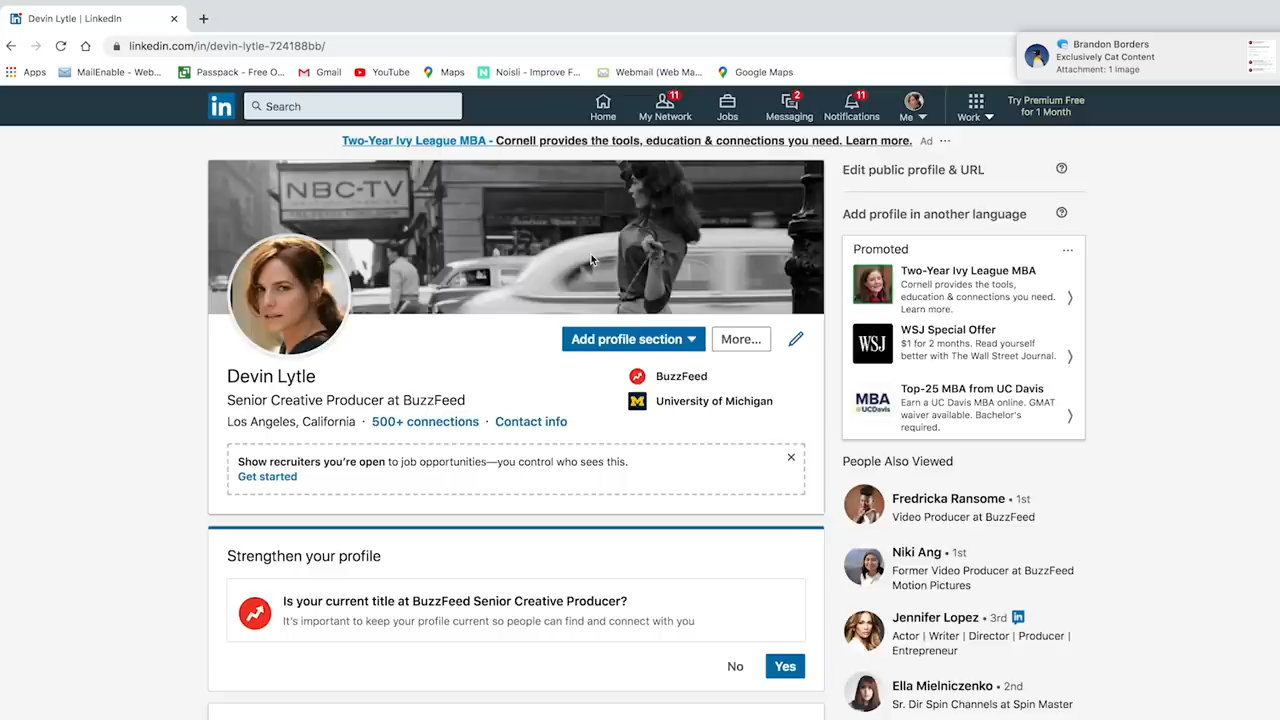 Devin Lytle | LinkedIn
linkedin.com/in/devin-lytle-724188bb/
Brandon Borders
Exclusively Cat Content
Attachment: 1 Image
Apps
MailEnable - Web...
Passpack - Free O...
Gmail
YouTube
Maps
Noisli - Improve F...
Webmail (Web Ma...
Google Maps
in
Search
Home
11
My Network
Jobs
2
Messaging
11
Notifications
Me
Work
Try Premium Free
for 1 Month
Two-Year Ivy League MBA - Cornell provides the tools, education & connections you need. Learn more. Ad ...
NBC-TV
Add profile section
More...
Devin Lytle
Senior Creative Producer at BuzzFeed
Los Angeles, California · 500+ connections · Contact info
BuzzFeed
M
University of Michigan
Show recruiters you're open to job opportunities—you control who sees this.
Get started
Strengthen your profile
Is your current title at BuzzFeed Senior Creative Producer?
It's important to keep your profile current so people can find and connect with you
No
Yes
Edit public profile & URL
Add profile in another language
Promoted
...
Two-Year Ivy League MBA
Cornell provides the tools,
education & connections you need.
Learn more.
WSJ
WSJ Special Offer
$1 for 2 months. Read yourself
better with The Wall Street Journal.
MBA
UCDavis
Top-25 MBA from UC Davis
Earn a UC Davis MBA online. GMAT
waiver available. Bachelor's
required.
People Also Viewed
Fredricka Ransome • 1st
Video Producer at BuzzFeed
Niki Ang • 1st
Former Video Producer at BuzzFeed
Motion Pictures
Jennifer Lopez • 3rd in
Actor | Writer | Director | Producer |
Entrepreneur
Ella Mielniczenko • 2nd
Sr. Dir Spin Channels at Spin Master